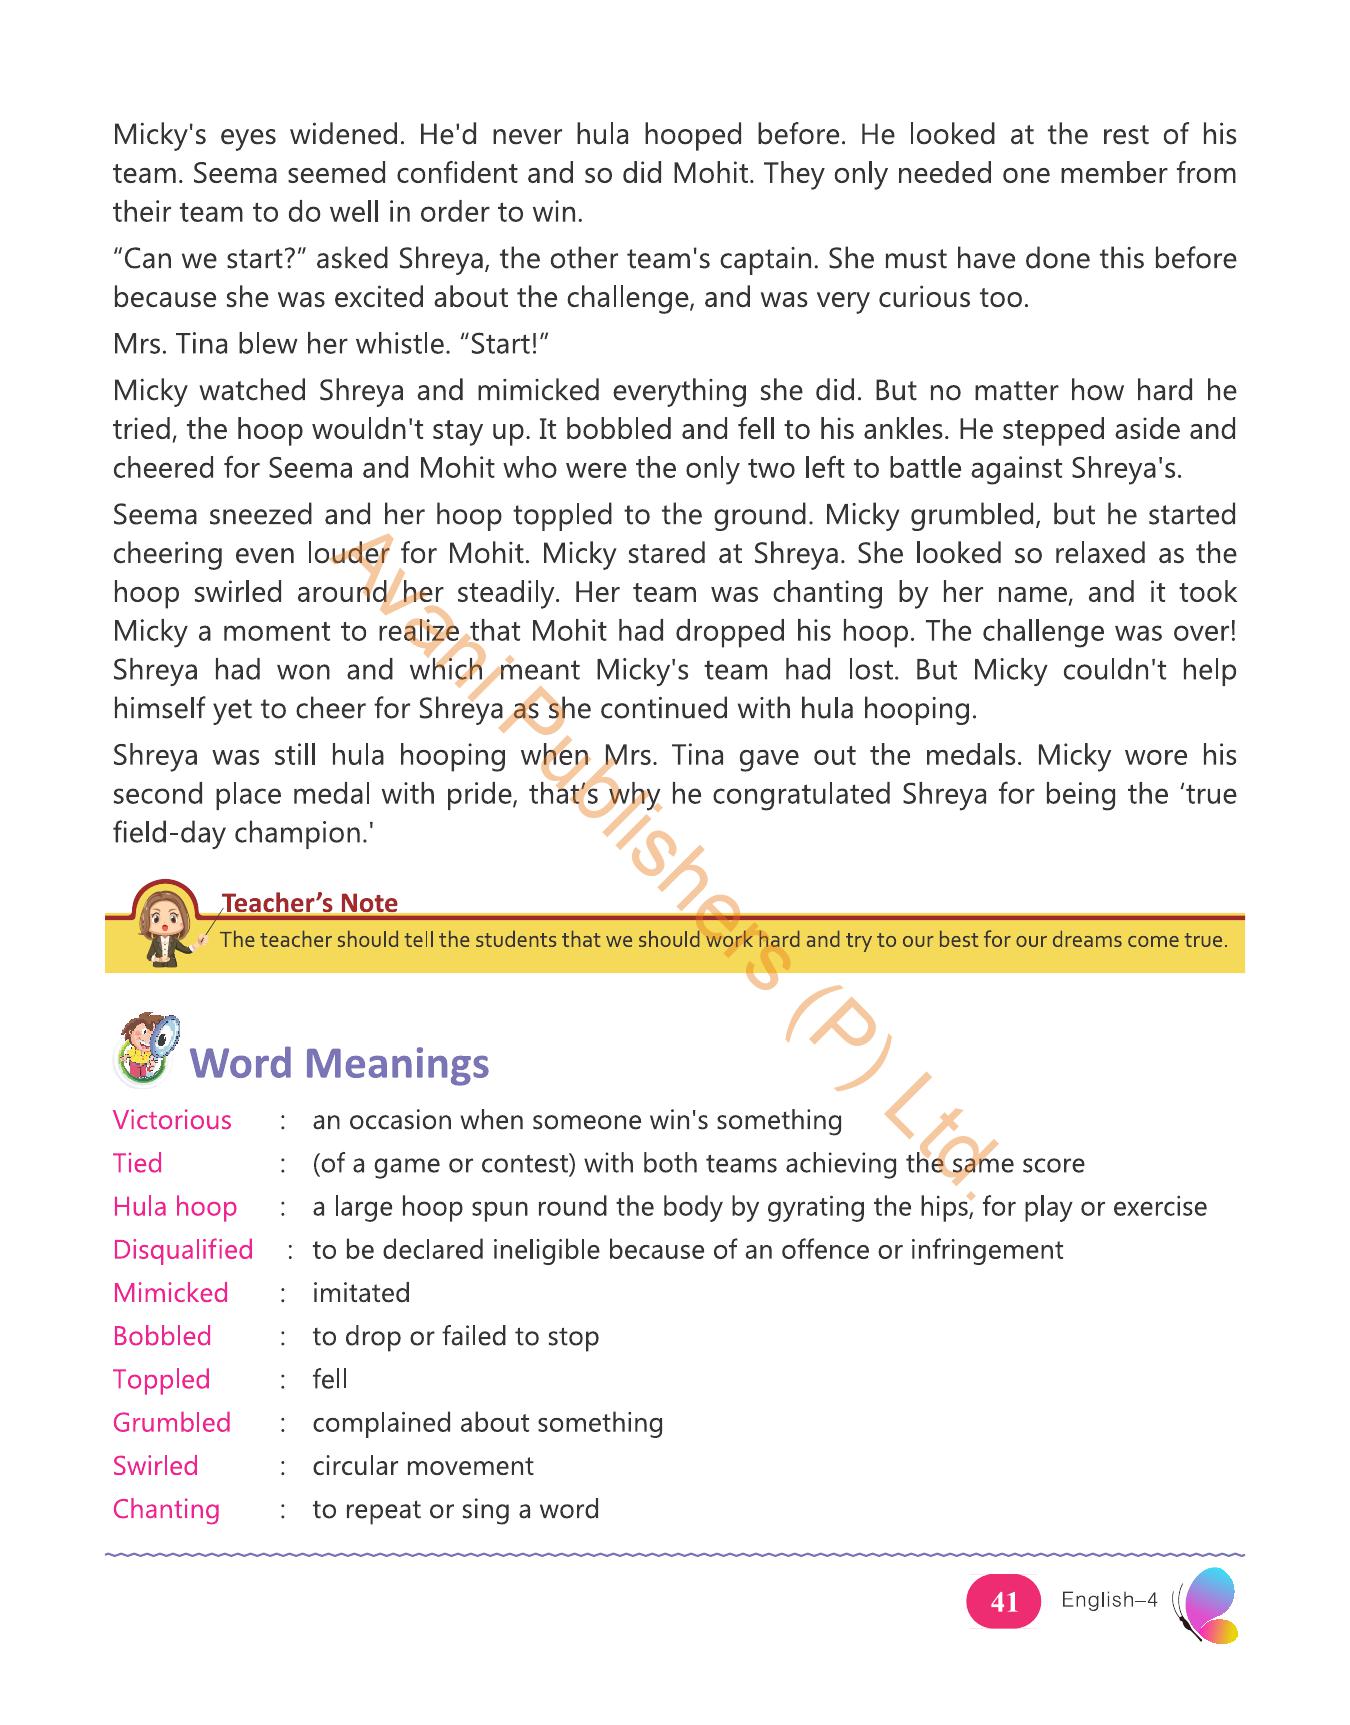 Micky's eyes widened. He'd never hula hooped before. He looked at the rest of his
team. Seema seemed confident and so did Mohit. They only needed one member from
their team to do well in order to win.
“Can we start?” asked Shreya, the other team's captain. She must have done this before
because she was excited about the challenge, and was very curious too.
Mrs. Tina blew her whistle. “Start!”
Micky watched Shreya and mimicked everything she did. But no matter how hard he
tried, the hoop wouldn't stay up. It bobbled and fell to his ankles. He stepped aside and
cheered for Seema and Mohit who were the only two left to battle against Shreya's.
Seema sneezed and her hoop toppled to the ground. Micky grumbled, but he started
cheering even louder for Mohit. Micky stared at Shreya. She looked so relaxed as the
hoop swirled around her steadily. Her team was chanting by her name, and it took
Micky a moment to realize that Mohit had dropped his hoop. The challenge was over!
Shreya had won and which meant Micky's team had lost. But Micky couldn't help
himself yet to cheer for Shreya as she continued with hula hooping.
Shreya was still hula hooping when Mrs. Tina gave out the medals. Micky wore his
second place medal with pride, that’s why he congratulated Shreya for being the ‘true
field-day champion.'
Teacher’s Note
The teacher should tell the students that we should work hard and try to our best for our dreams come true.
Word Meanings
Victorious : an occasion when someone win's something
Tied : (of a game or contest) with both teams achieving the same score
Hula hoop : a large hoop spun round the body by gyrating the hips, for play or exercise
Disqualified : to be declared ineligible because of an offence or infringement
Mimicked : imitated
Bobbled : to drop or failed to stop
Toppled : fell
Grumbled : complained about something
Swirled : circular movement
Chanting : to repeat or sing a word
41 English–4
Avani Publishers (P) Ltd.